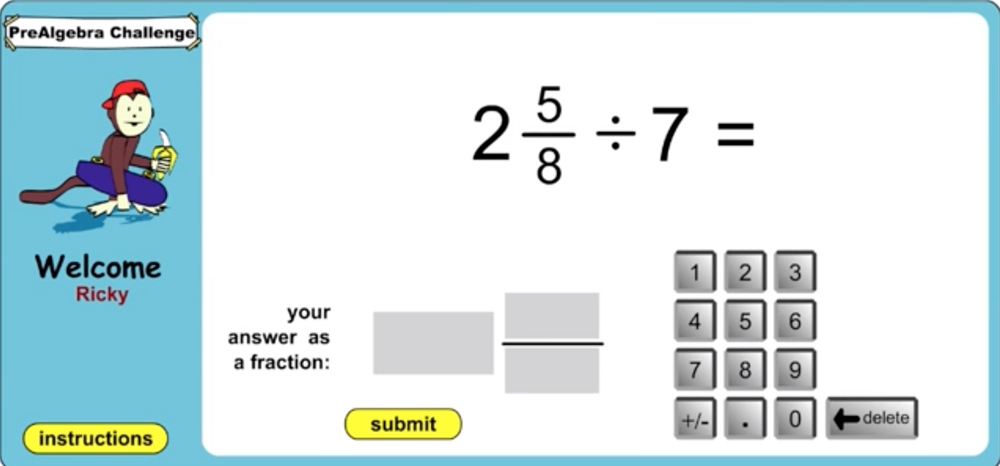 PreAlgebra Challenge
2 5/8 ÷ 7 =
Welcome
Ricky
your
answer as
a fraction:
submit
instructions
1 2 3
4 5 6
7 8 9
+/- . 0 delete